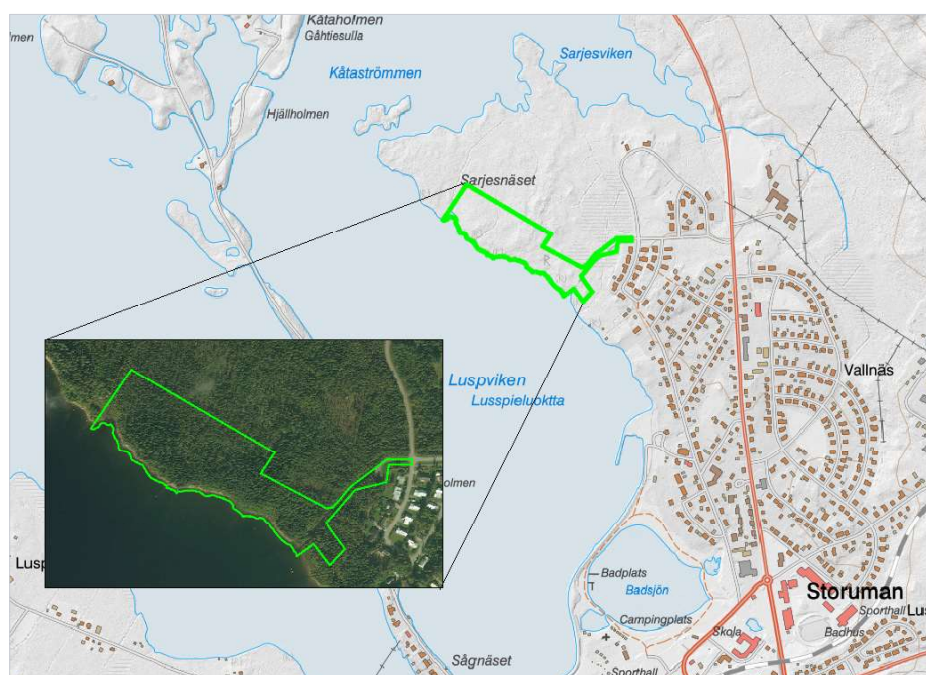 Kåtaholmen
Gåhtiesulla
men
Sarjesviken
Kåtaströmmen
Hjällholmen
Sarjesnäset
R
Luspviken
Lusspieluoktta
Vallnäs
olmen
Lusp
Badplats
Badsjön
Campingplats
Storuman
Sporthall
Lus
Skola
Badhus
Sågnäset
Sporthall